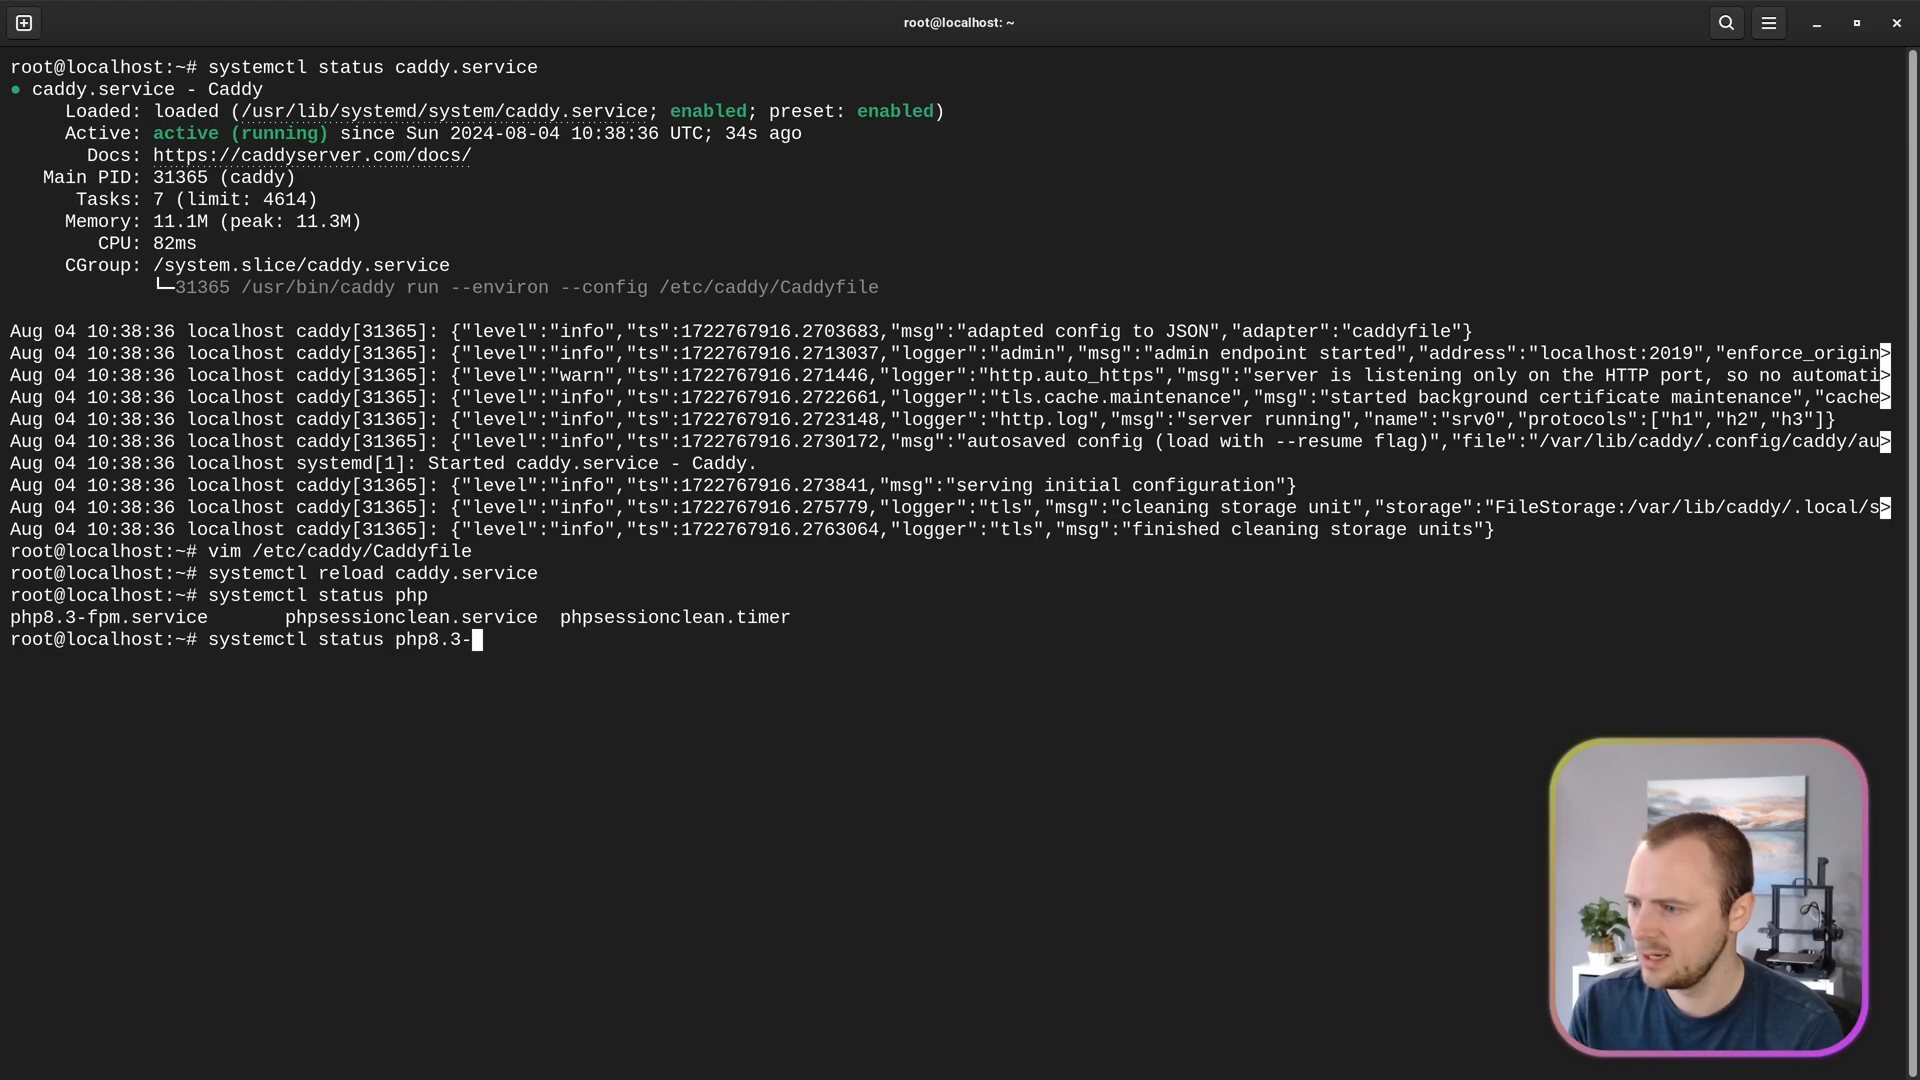 root@localhost: ~
root@localhost:~# systemctl status caddy.service
● caddy.service - Caddy
Loaded: loaded (/usr/lib/systemd/system/caddy.service; enabled; preset: enabled)
Active: active (running) since Sun 2024-08-04 10:38:36 UTC; 34s ago
Docs: https://caddyserver.com/docs/
Main PID: 31365 (caddy)
Tasks: 7 (limit: 4614)
Memory: 11.1M (peak: 11.3M)
CPU: 82ms
CGroup: /system.slice/caddy.service
└─31365 /usr/bin/caddy run --environ --config /etc/caddy/Caddyfile
Aug 04 10:38:36 localhost caddy[31365]: {"level":"info","ts":1722767916.2703683,"msg":"adapted config to JSON","adapter":"caddyfile"}
Aug 04 10:38:36 localhost caddy[31365]: {"level":"info","ts":1722767916.2713037,"logger":"admin","msg":"admin endpoint started","address":"localhost:2019","enforce_origin>
Aug 04 10:38:36 localhost caddy[31365]: {"level":"warn","ts":1722767916.271446,"logger":"http.auto_https","msg":"server is listening only on the HTTP port, so no automati>
Aug 04 10:38:36 localhost caddy[31365]: {"level":"info","ts":1722767916.2722661,"logger":"tls.cache.maintenance","msg":"started background certificate maintenance","cache>
Aug 04 10:38:36 localhost caddy[31365]: {"level":"info","ts":1722767916.2723148,"logger":"http.log","msg":"server running","name":"srv0","protocols":["h1","h2","h3"]}
Aug 04 10:38:36 localhost caddy[31365]: {"level":"info","ts":1722767916.2730172,"msg":"autosaved config (load with --resume flag)","file":"/var/lib/caddy/.config/caddy/au>
Aug 04 10:38:36 localhost systemd[1]: Started caddy.service - Caddy.
Aug 04 10:38:36 localhost caddy[31365]: {"level":"info","ts":1722767916.273841,"msg":"serving initial configuration"}
Aug 04 10:38:36 localhost caddy[31365]: {"level":"info","ts":1722767916.275779,"logger":"tls","msg":"cleaning storage unit","storage":"FileStorage:/var/lib/caddy/.local/s>
Aug 04 10:38:36 localhost caddy[31365]: {"level":"info","ts":1722767916.2763064,"logger":"tls","msg":"finished cleaning storage units"}
root@localhost:~# vim /etc/caddy/Caddyfile
root@localhost:~# systemctl reload caddy.service
root@localhost:~# systemctl status php
php8.3-fpm.service phpsessionclean.service phpsessionclean.timer
root@localhost:~# systemctl status php8.3-